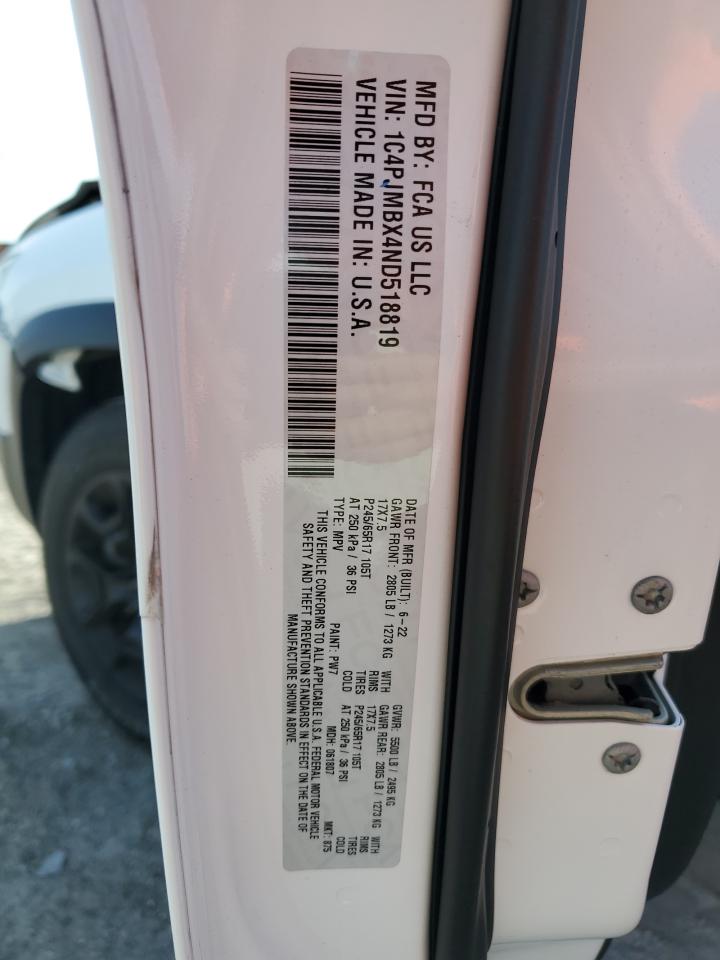 MFD BY: FCA US LLC
VIN: 1C4PJMBX4ND518819
VEHICLE MADE IN: U.S.A.
DATE OF MFR (BUILT): 6-22 GVWR: 5500 LB / 2495 KG
GAWR FRONT: 2805 LB / 1273 KG WITH GAWR REAR: 2805 LB / 1273 KG WITH
17X7.5 RIMS 17X7.5 RIMS
P245/65R17 105T TIRES P245/65R17 105T TIRES
AT 250 kPa / 36 PSI COLD AT 250 kPa / 36 PSI COLD
TYPE: MPV PAINT: PW7 MDH: 061807 MKT: 875
THIS VEHICLE CONFORMS TO ALL APPLICABLE U.S.A. FEDERAL MOTOR VEHICLE
SAFETY AND THEFT PREVENTION STANDARDS IN EFFECT ON THE DATE OF
MANUFACTURE SHOWN ABOVE.